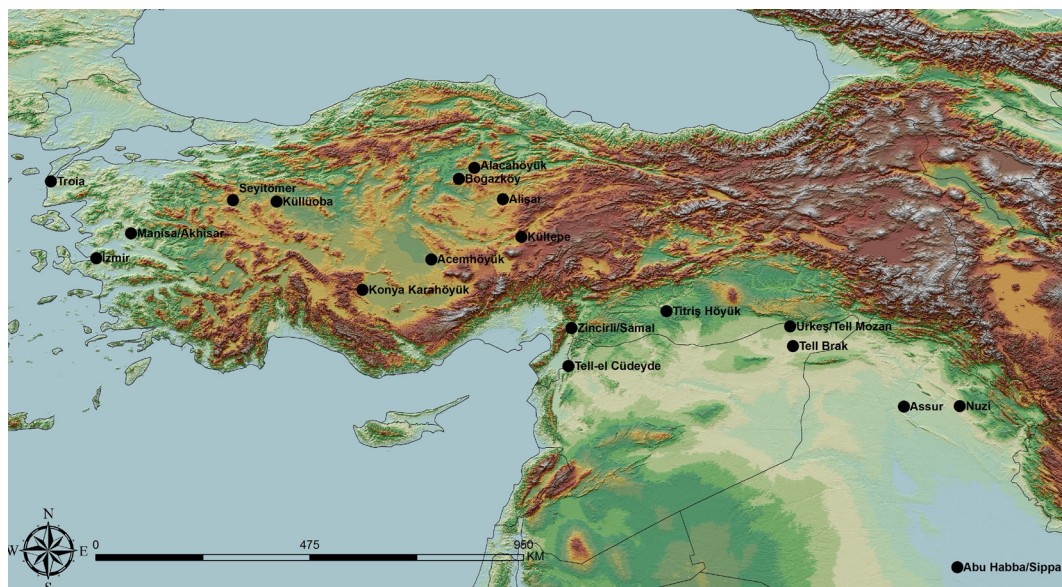 Alacahöyük
Boğazköy
Troia
Seyitömer
Küllüoba
Alişar
Manisa/Akhisar
Kültepe
İzmir
Acemhöyük
Konya Karahöyük
Titriş Höyük
Zincirli/Samal
Urkeş/Tell Mozan
Tell Brak
Tell-el Cüdeyde
Assur
Nuzi
N
W
E
S
0
475
950
KM
Abu Habba/Sippa